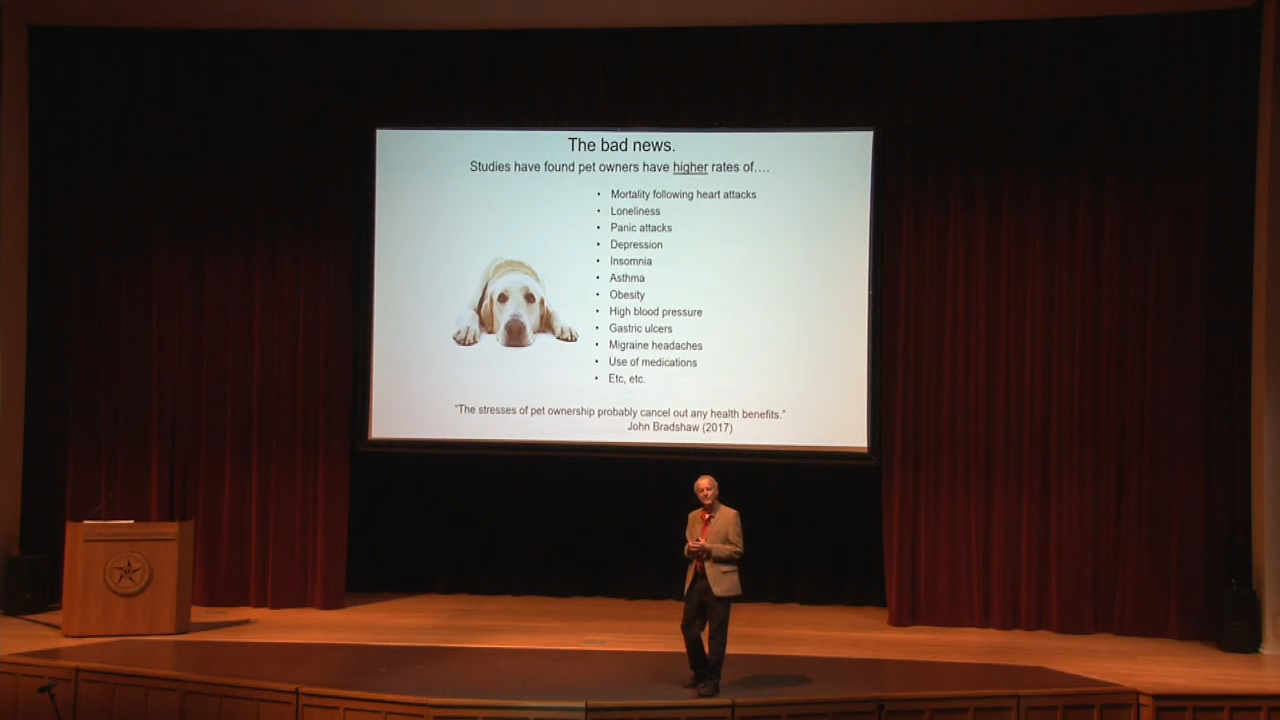 The bad news.
Studies have found pet owners have higher rates of….
• Mortality following heart attacks
• Loneliness
• Panic attacks
• Depression
• Insomnia
• Asthma
• Obesity
• High blood pressure
• Gastric ulcers
• Migraine headaches
• Use of medications
• Etc, etc.
"The stresses of pet ownership probably cancel out any health benefits."
John Bradshaw (2017)